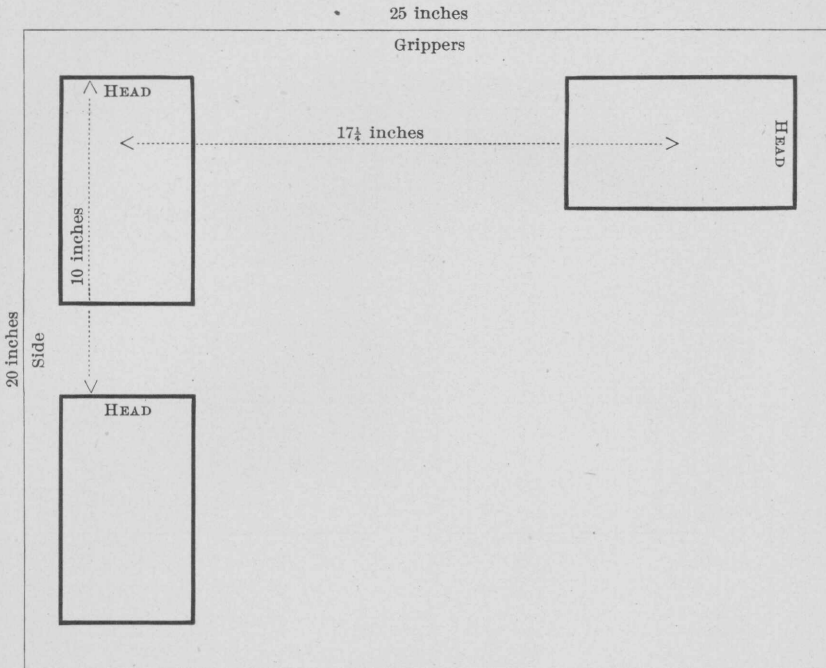 25 inches
Grippers
HEAD
17¼ inches
HEAD
10 inches
20 inches
Side
HEAD